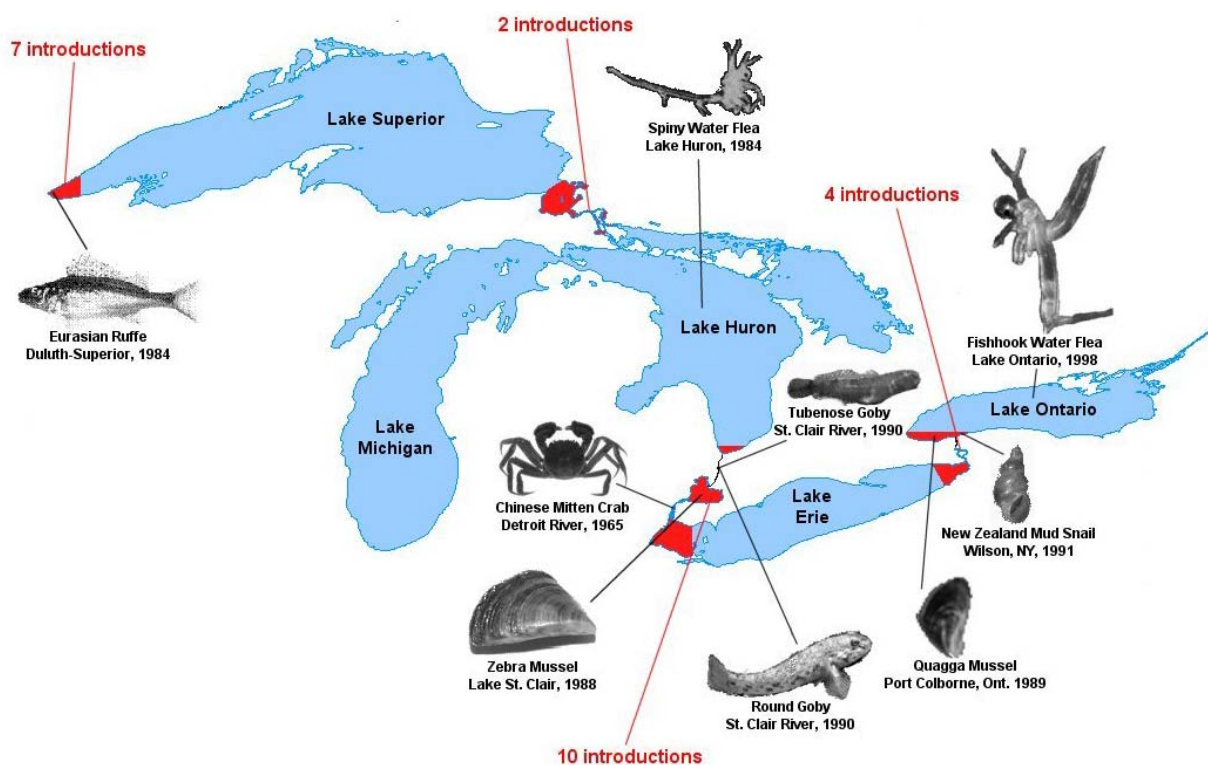 7 introductions
2 introductions
Lake Superior
Spiny Water Flea
Lake Huron, 1984
4 introductions
Eurasian Ruffe
Duluth-Superior, 1984
Lake Huron
Fishhook Water Flea
Lake Ontario, 1998
Lake
Michigan
Tubenose Goby
St. Clair River, 1990
Lake Ontario
Chinese Mitten Crab
Detroit River, 1965
Lake
Erie
New Zealand Mud Snail
Wilson, NY, 1991
Zebra Mussel
Lake St. Clair, 1988
Quagga Mussel
Port Colborne, Ont. 1989
Round Goby
St. Clair River, 1990
10 introductions